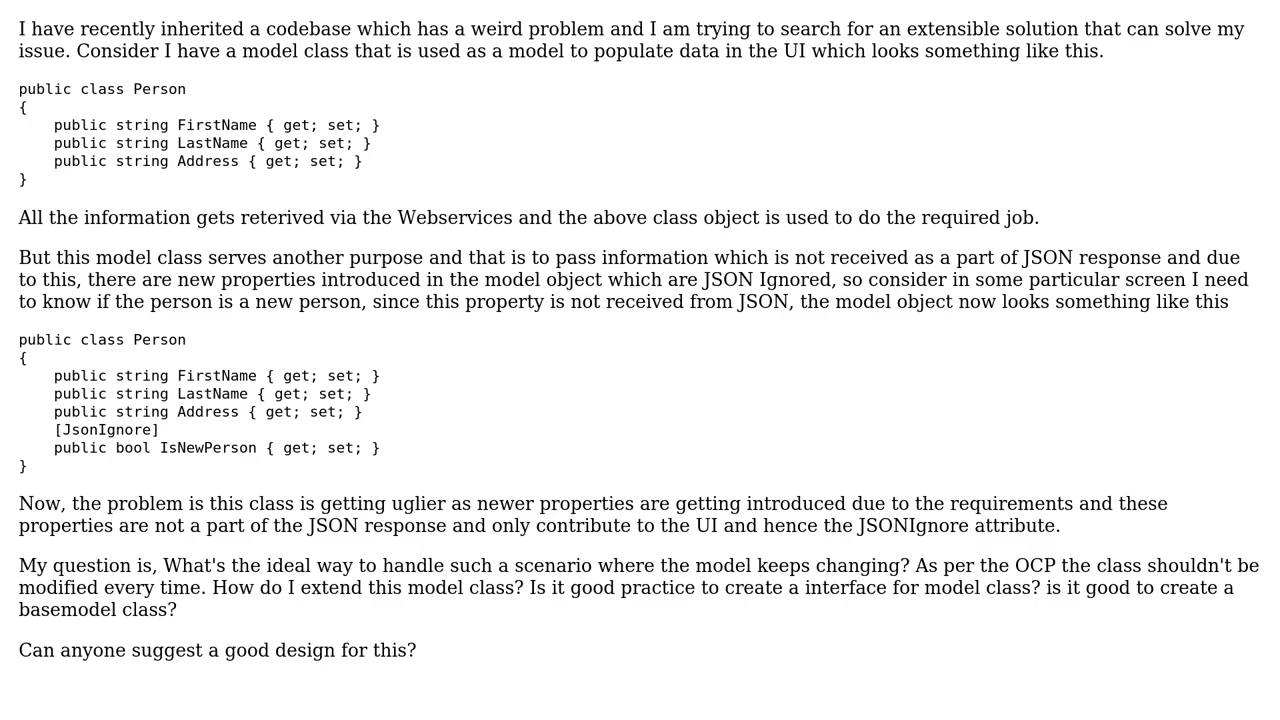 I have recently inherited a codebase which has a weird problem and I am trying to search for an extensible solution that can solve my
issue. Consider I have a model class that is used as a model to populate data in the UI which looks something like this.
public class Person
{
    public string FirstName { get; set; }
    public string LastName { get; set; }
    public string Address { get; set; }
}
All the information gets reterived via the Webservices and the above class object is used to do the required job.
But this model class serves another purpose and that is to pass information which is not received as a part of JSON response and due
to this, there are new properties introduced in the model object which are JSON Ignored, so consider in some particular screen I need
to know if the person is a new person, since this property is not received from JSON, the model object now looks something like this
public class Person
{
    public string FirstName { get; set; }
    public string LastName { get; set; }
    public string Address { get; set; }
    [JsonIgnore]
    public bool IsNewPerson { get; set; }
}
Now, the problem is this class is getting uglier as newer properties are getting introduced due to the requirements and these
properties are not a part of the JSON response and only contribute to the UI and hence the JSONIgnore attribute.
My question is, What's the ideal way to handle such a scenario where the model keeps changing? As per the OCP the class shouldn't be
modified every time. How do I extend this model class? Is it good practice to create a interface for model class? is it good to create a
basemodel class?
Can anyone suggest a good design for this?